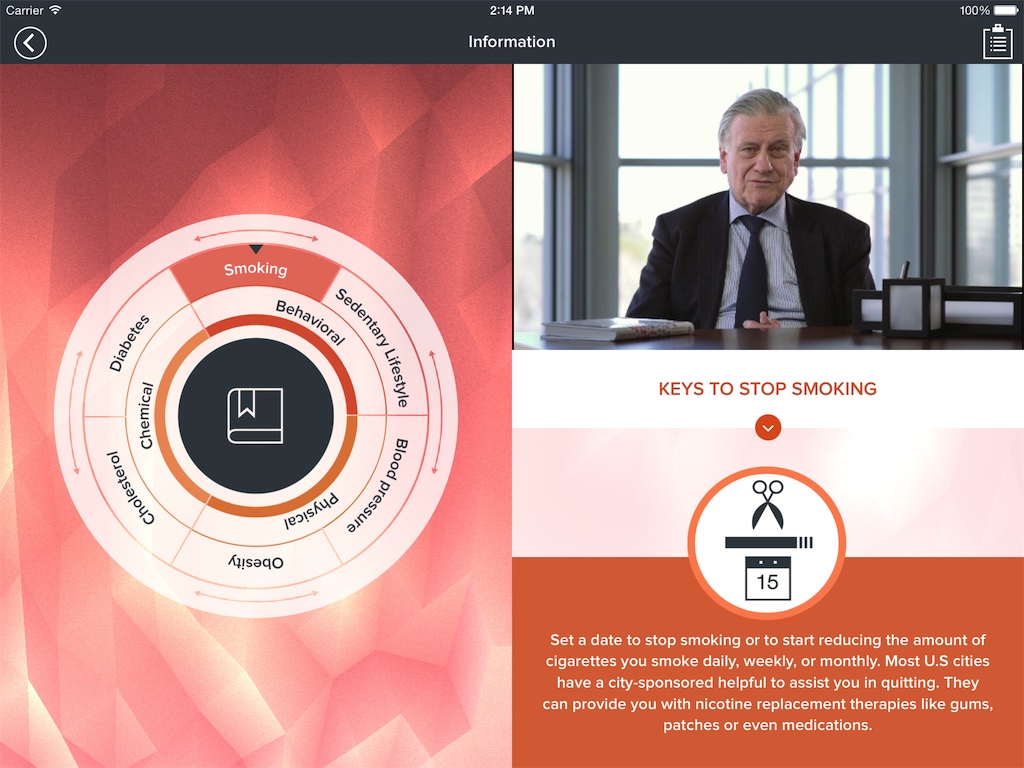 Carrier
2:14 PM
100%
Information
Smoking
Sedentary Lifestyle
Blood pressure
Obesity
Cholesterol
Diabetes
Behavioral
Physical
Chemical
KEYS TO STOP SMOKING
15
Set a date to stop smoking or to start reducing the amount of
cigarettes you smoke daily, weekly, or monthly. Most U.S cities
have a city-sponsored helpful to assist you in quitting. They
can provide you with nicotine replacement therapies like gums,
patches or even medications.